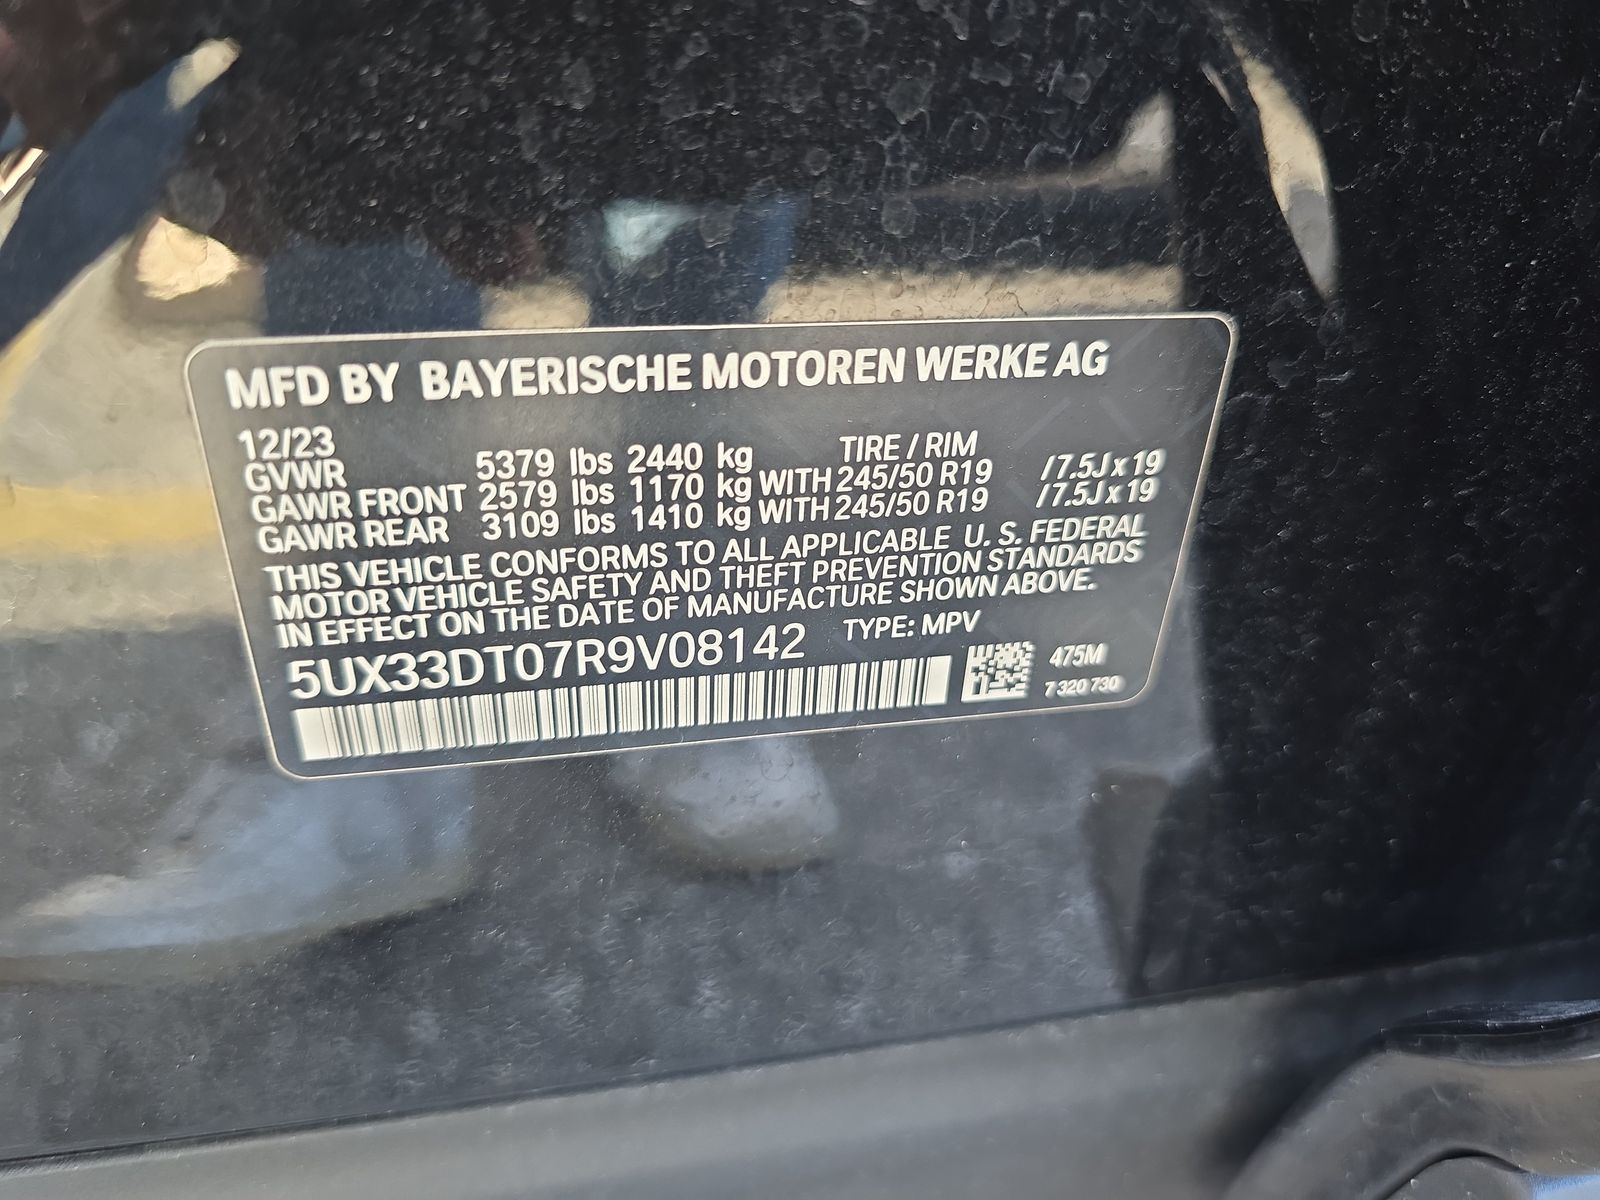 MFD BY BAYERISCHE MOTOREN WERKE AG
12/23
TIRE / RIM
GVWR 5379 lbs 2440 kg
GAWR FRONT 2579 lbs 1170 kg WITH 245/50 R19 / 7.5J x 19
GAWR REAR 3109 lbs 1410 kg WITH 245/50 R19 / 7.5J x 19
THIS VEHICLE CONFORMS TO ALL APPLICABLE U. S. FEDERAL
MOTOR VEHICLE SAFETY AND THEFT PREVENTION STANDARDS
IN EFFECT ON THE DATE OF MANUFACTURE SHOWN ABOVE.
5UX33DT07R9V08142 TYPE: MPV
475M
7 320 730